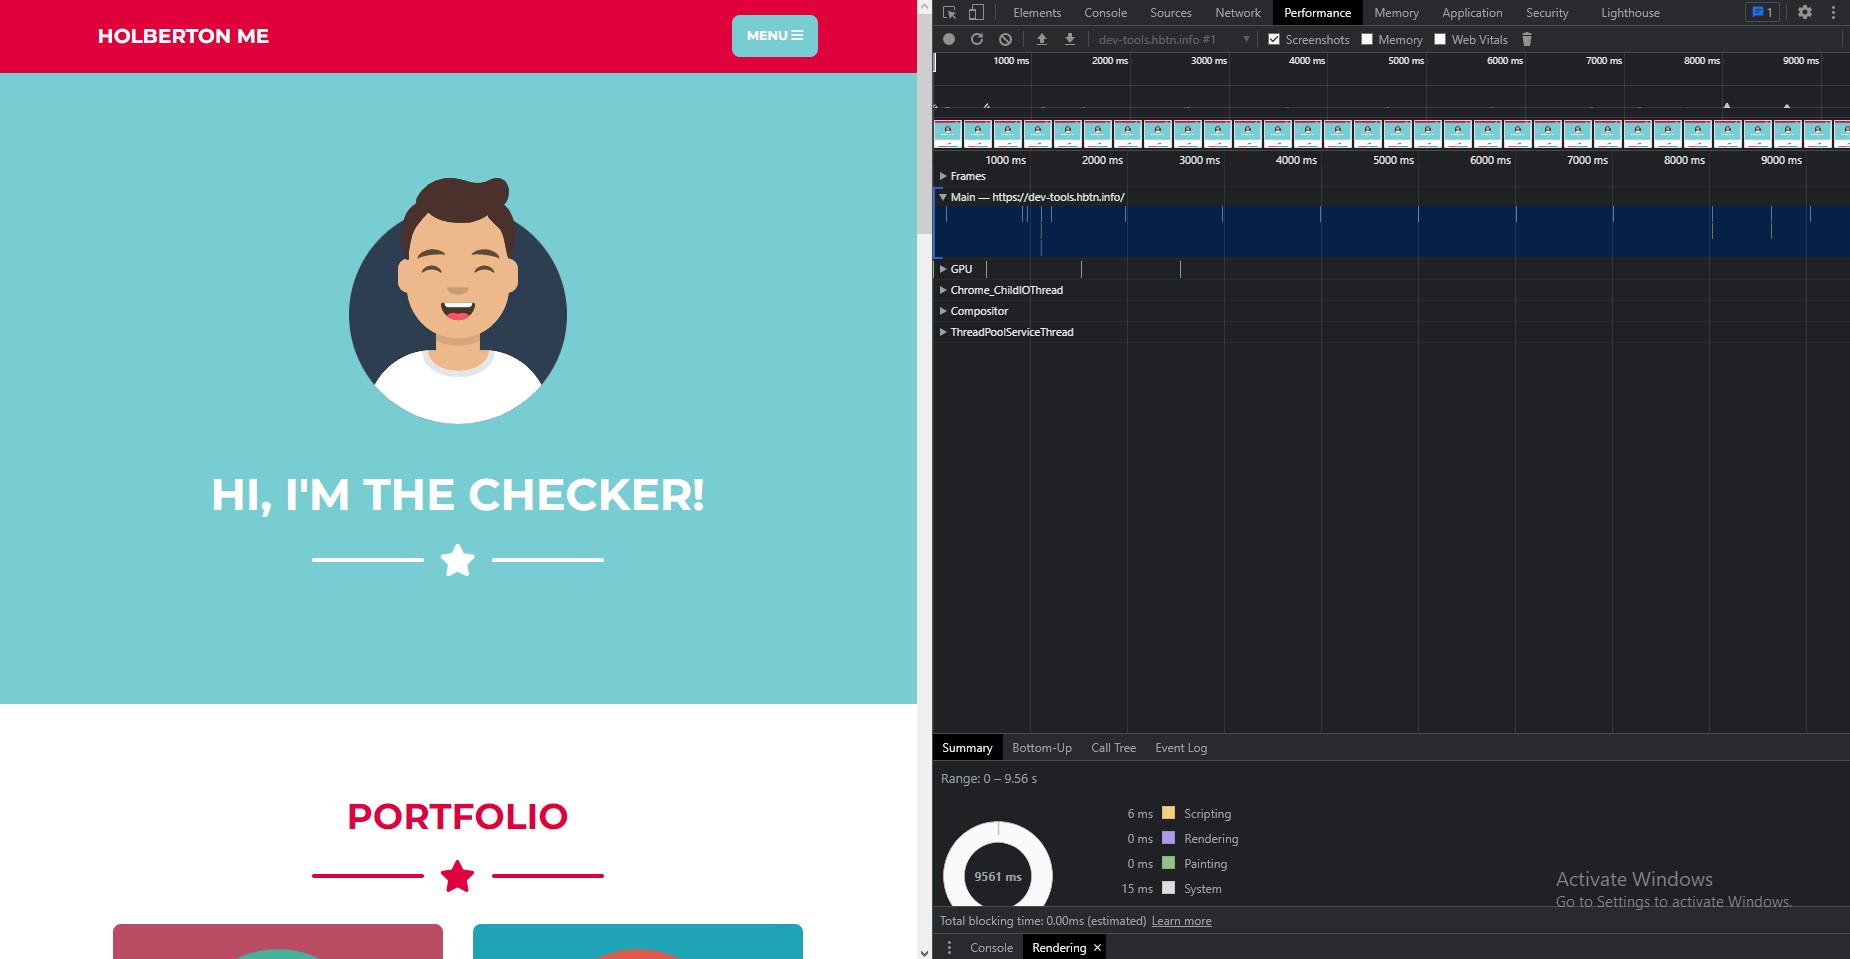 HOLBERTON ME
MENU
HI, I'M THE CHECKER!
PORTFOLIO
Elements Console Sources Network Performance Memory Application Security Lighthouse 1
dev-tools.hbtn.info #1 Screenshots Memory Web Vitals
1000 ms 2000 ms 3000 ms 4000 ms 5000 ms 6000 ms 7000 ms 8000 ms 9000 ms
1000 ms 2000 ms 3000 ms 4000 ms 5000 ms 6000 ms 7000 ms 8000 ms 9000 ms
Frames
Main — https://dev-tools.hbtn.info/
GPU
Chrome_ChildIOThread
Compositor
ThreadPoolServiceThread
Summary Bottom-Up Call Tree Event Log
Range: 0 – 9.56 s
6 ms Scripting
0 ms Rendering
0 ms Painting
15 ms System
9561 ms
Activate Windows
Go to Settings to activate Windows.
Total blocking time: 0.00ms (estimated) Learn more
Console Rendering ×